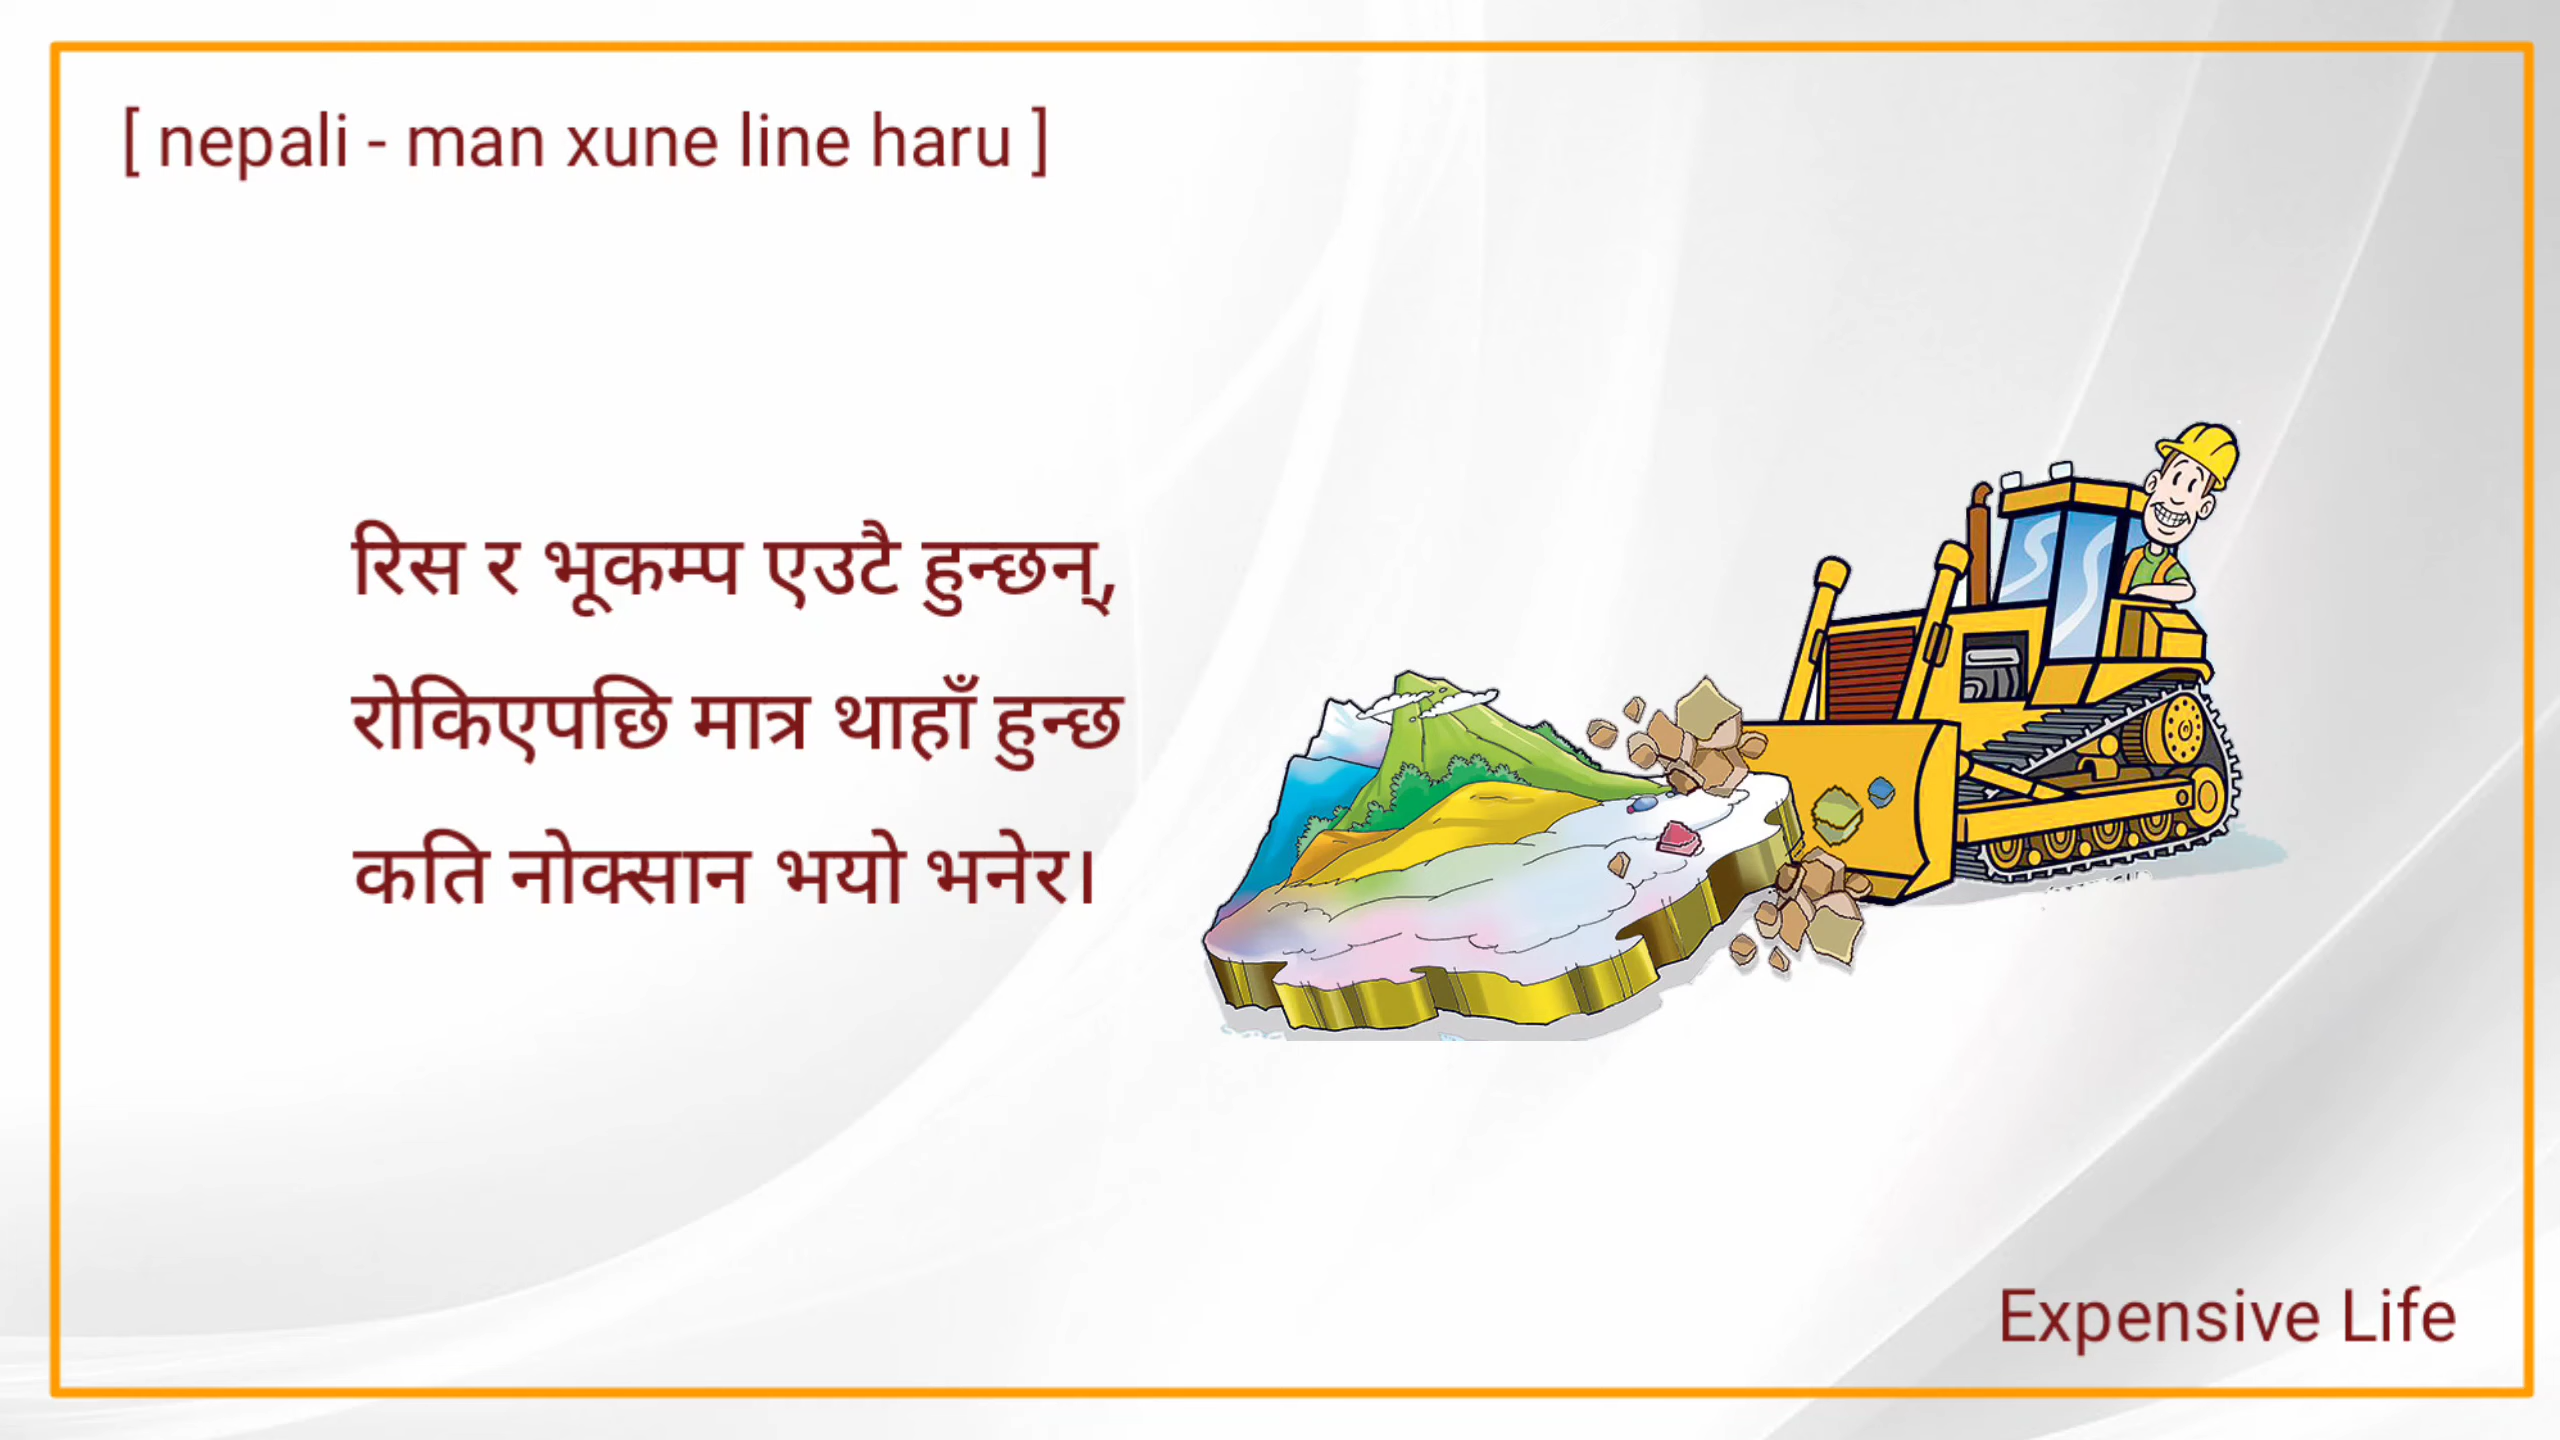 [ nepali - man xune line haru ]
रिस र भूकम्प एउटै हुन्छन्,
रोकिएपछि मात्र थाहाँ हुन्छ
कति नोक्सान भयो भनेर।
Expensive Life